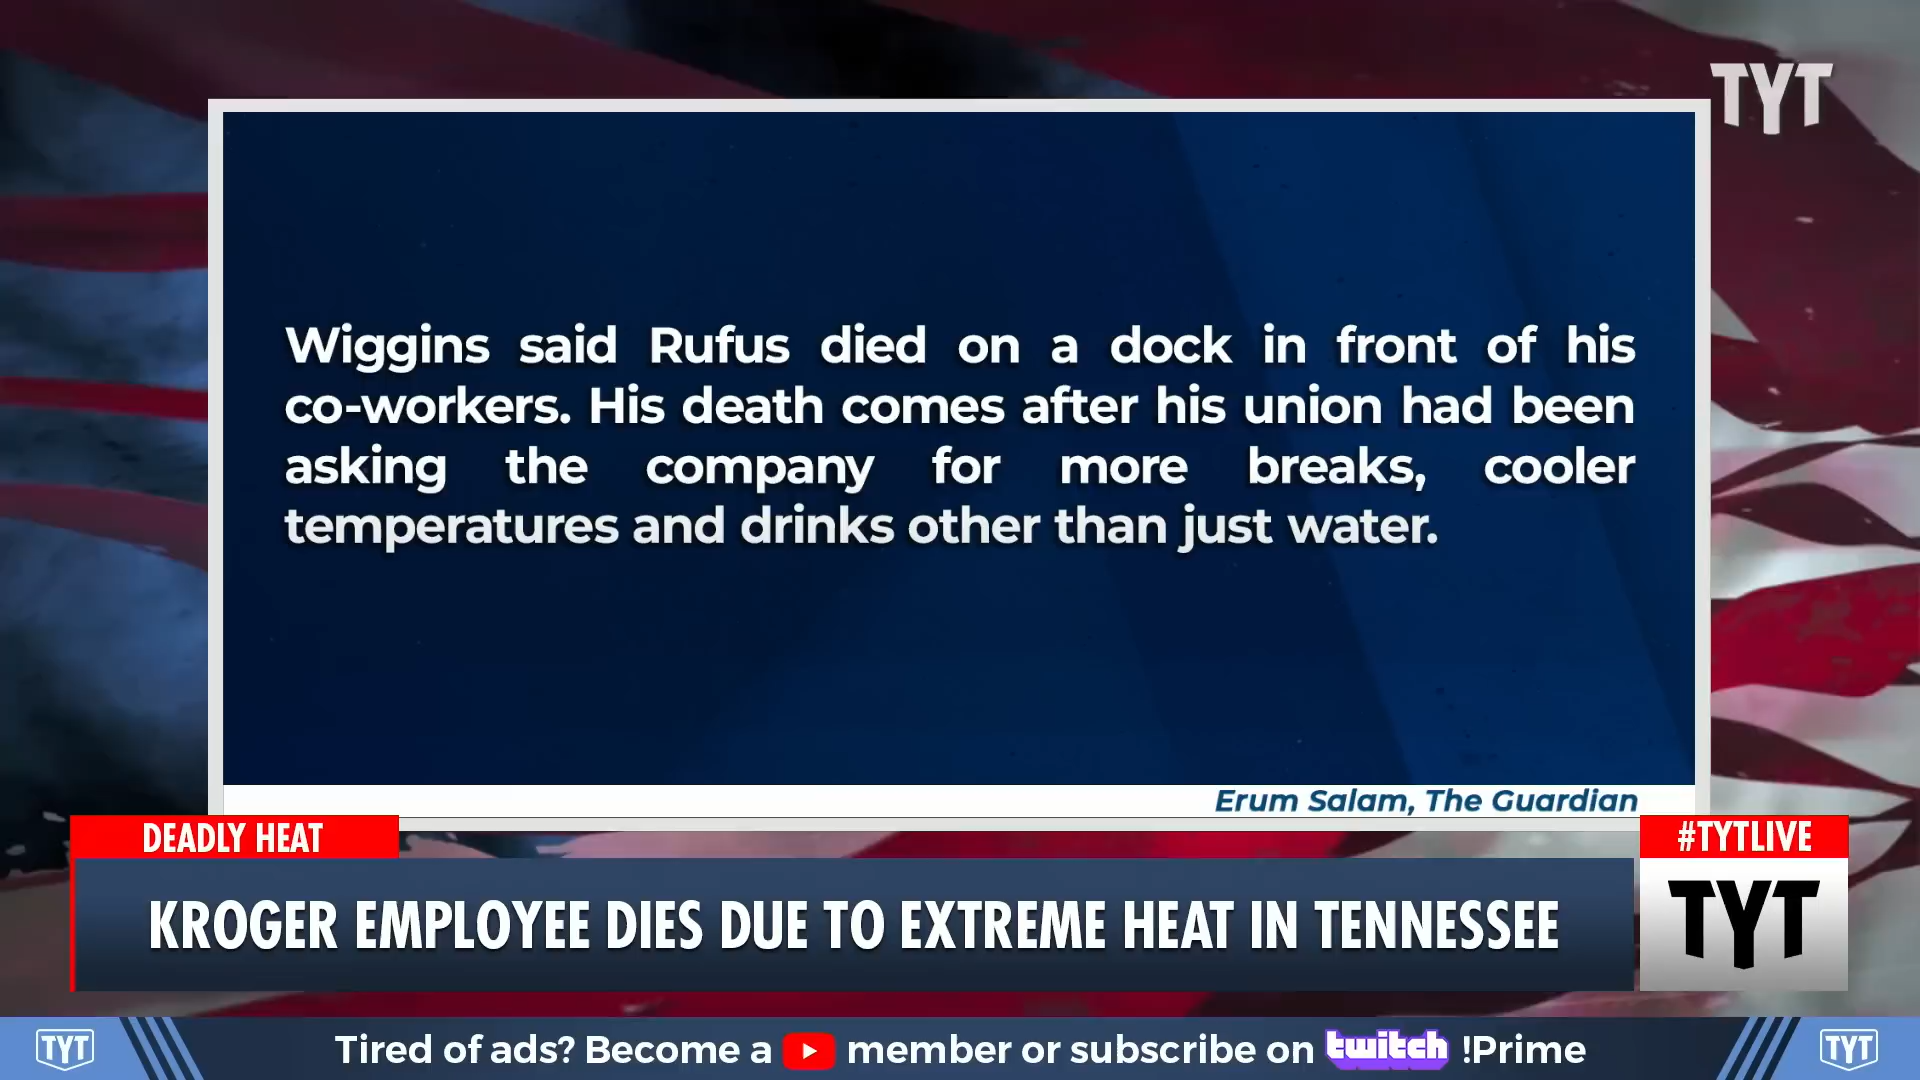 TYT
Wiggins said Rufus died on a dock in front of his
co-workers. His death comes after his union had been
asking the company for more breaks, cooler
temperatures and drinks other than just water.
Erum Salam, The Guardian
DEADLY HEAT
#TYTLIVE
KROGER EMPLOYEE DIES DUE TO EXTREME HEAT IN TENNESSEE
TYT
TYT
Tired of ads? Become a member or subscribe on twitch !Prime
TYT